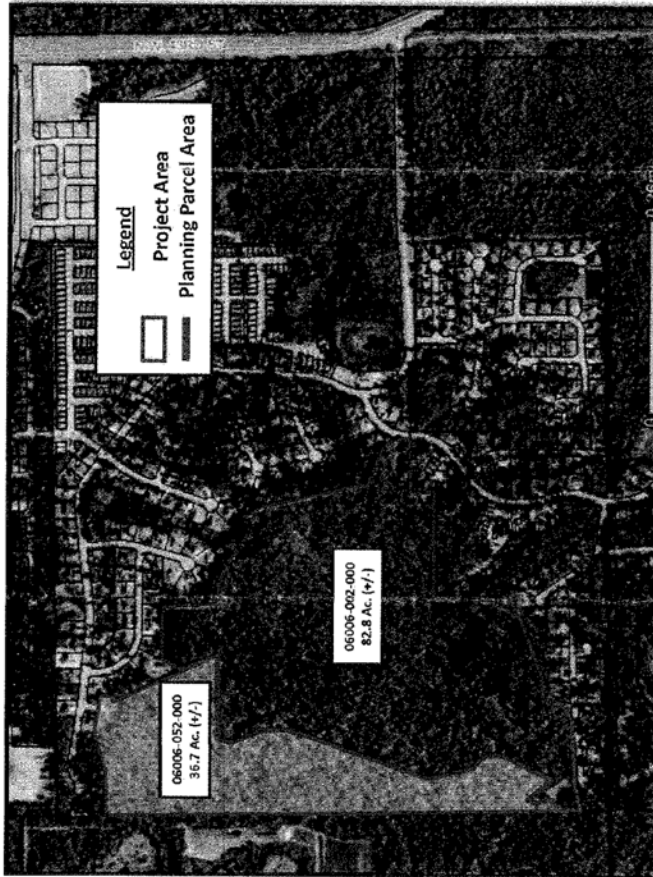 Legend
Project Area
Planning Parcel Area
06006-052-000
36.7 Ac. (+/-)
06006-002-000
82.8 Ac. (+/-)